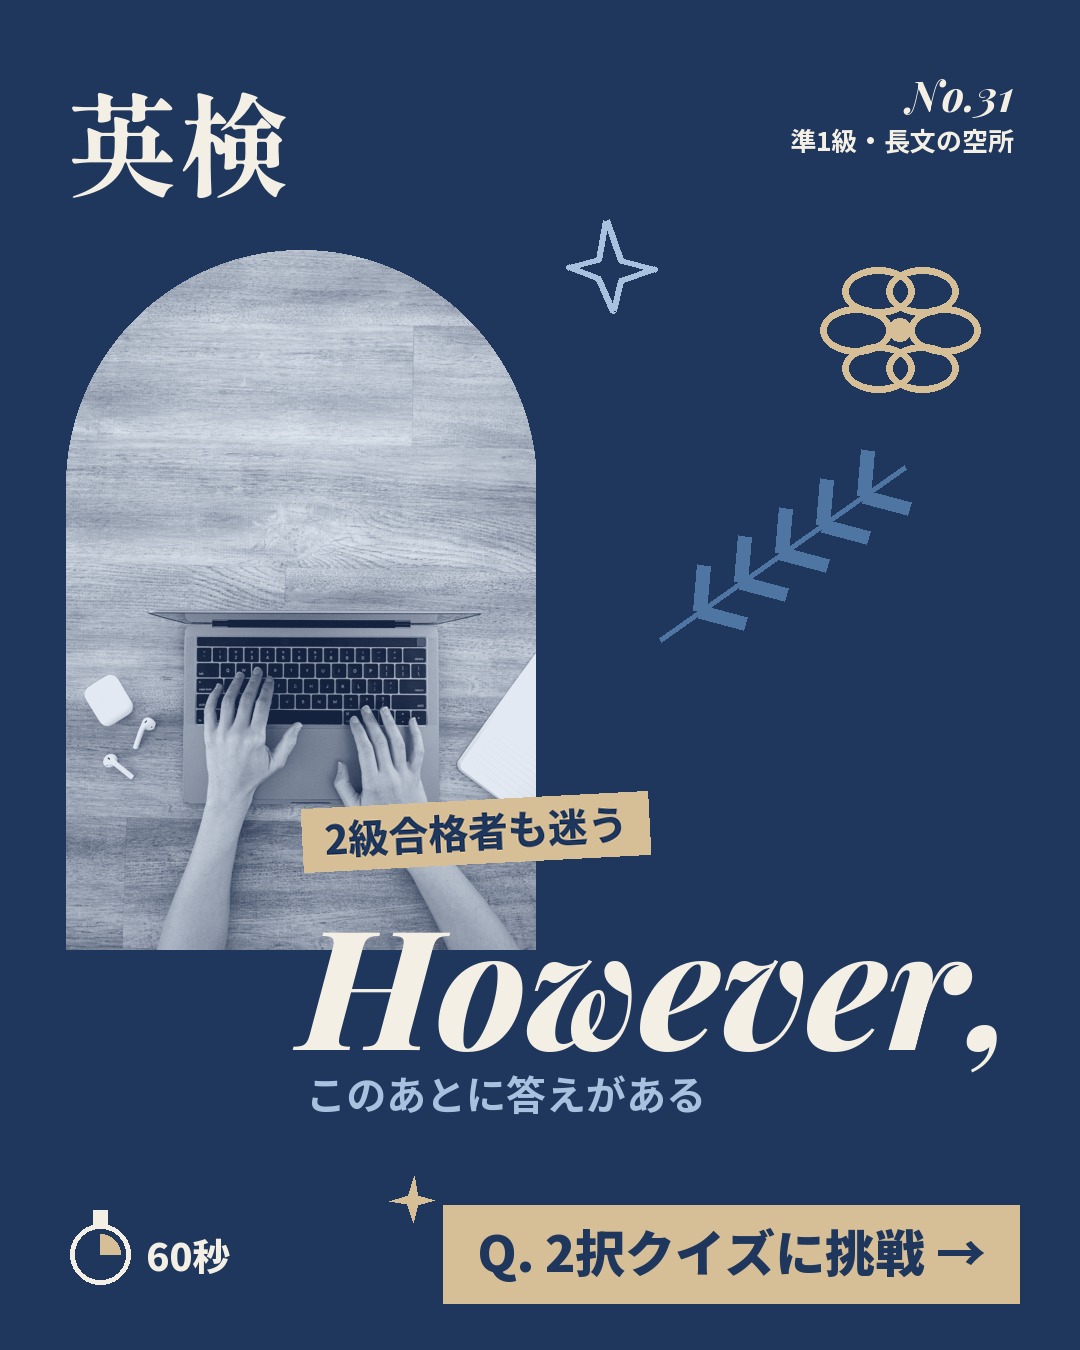 英検
No.31
準1級・長文の空所
2級合格者も迷う
However,
このあとに答えがある
60秒
Q. 2択クイズに挑戦 →